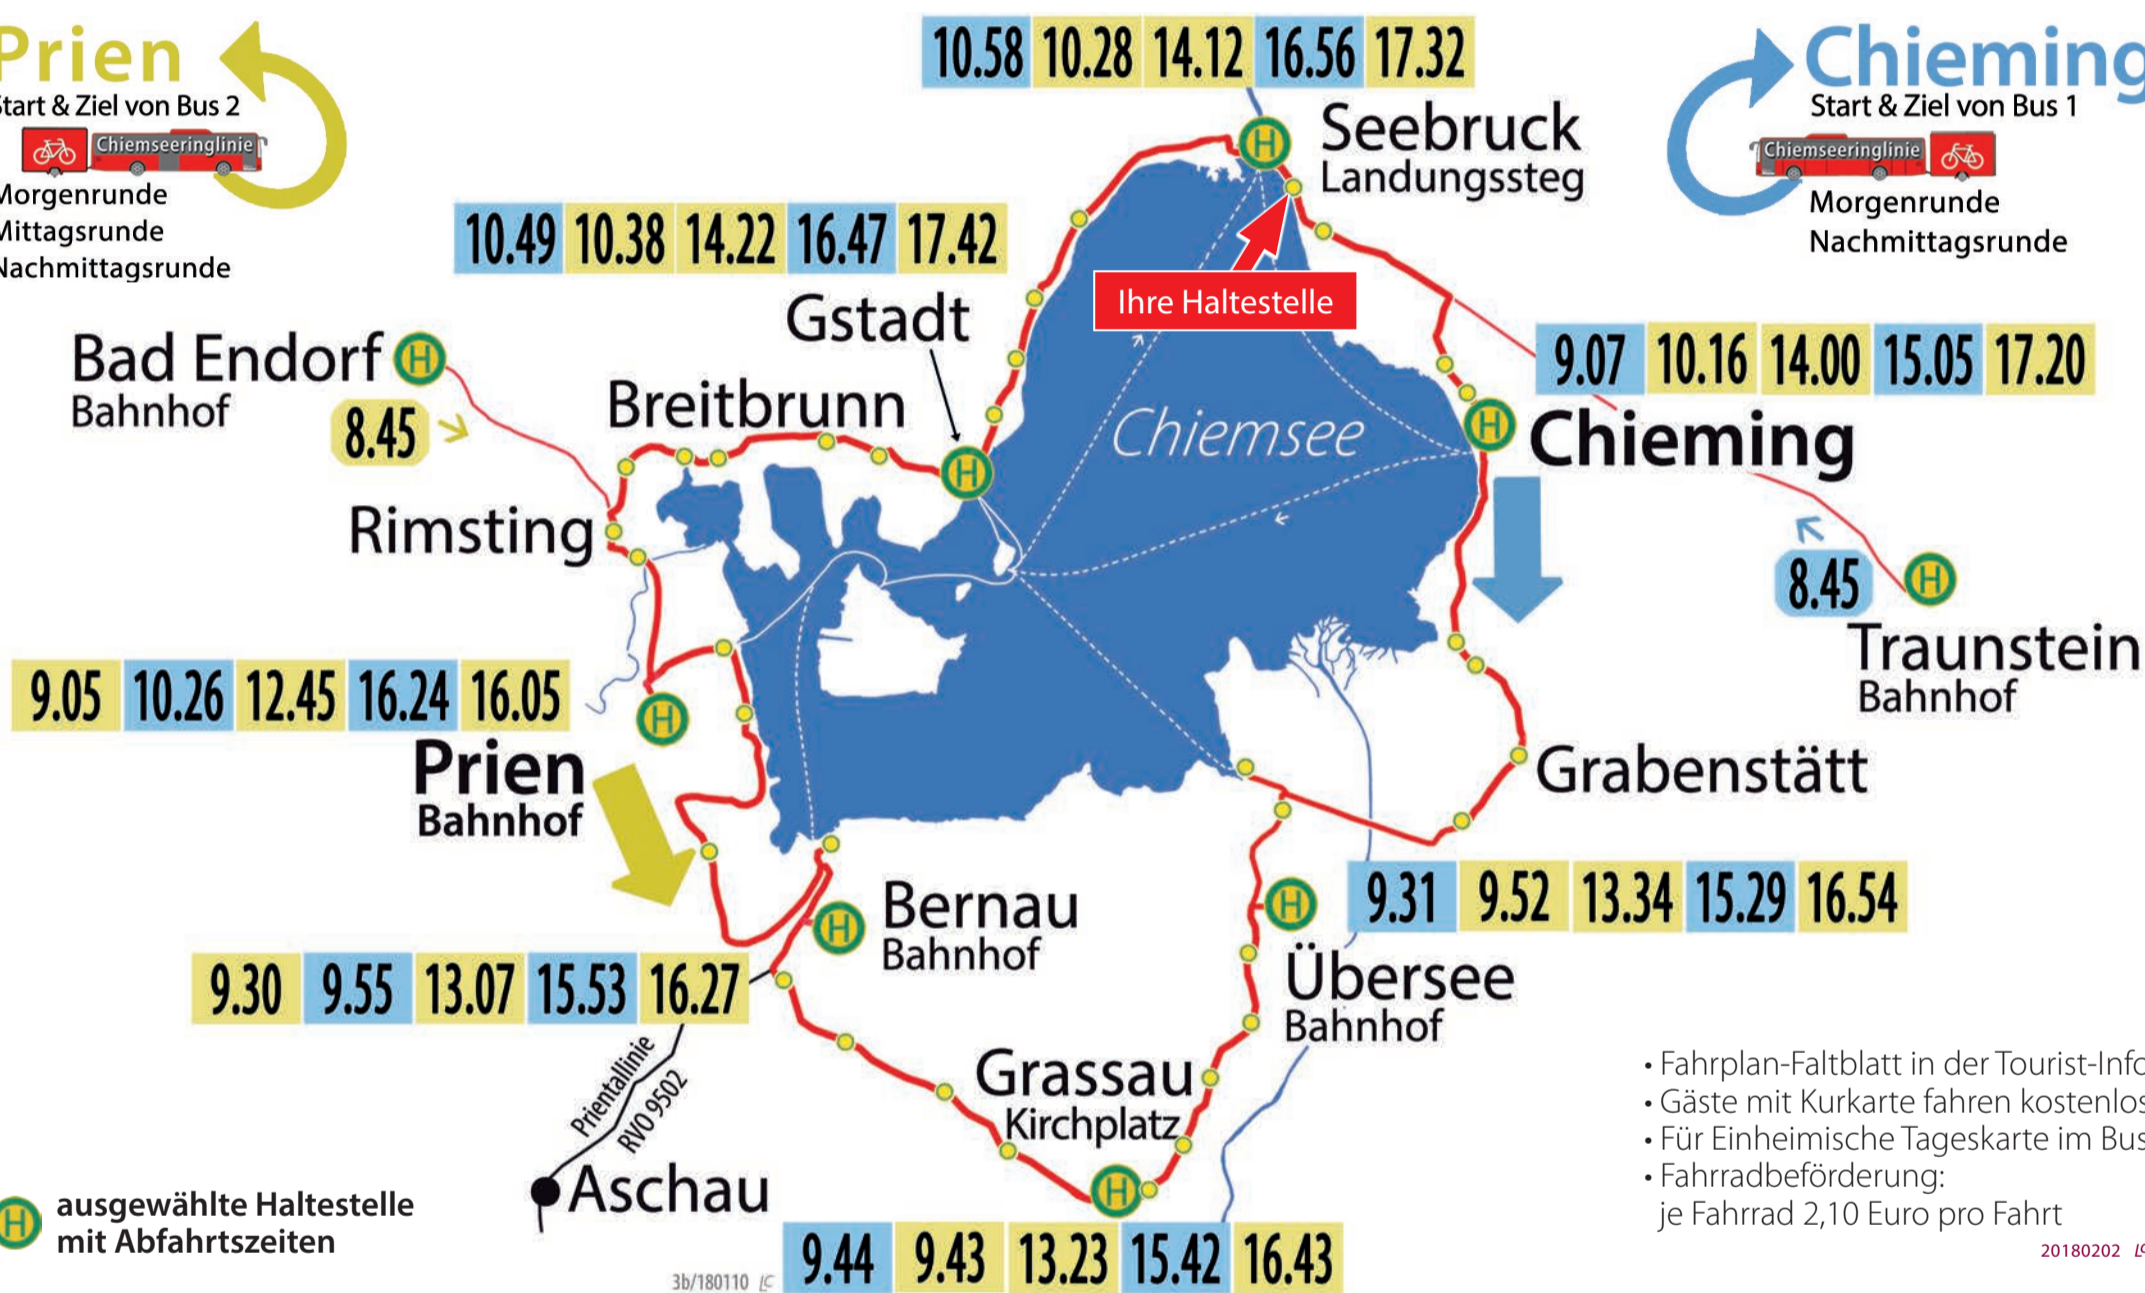 Prien
Start & Ziel von Bus 2
Chiemseeringlinie
Morgenrunde
Mittagsrunde
Nachmittagsrunde
10.58 10.28 14.12 16.56 17.32
Seebruck
Landungssteg
Chieming
Start & Ziel von Bus 1
Chiemseeringlinie
Morgenrunde
Nachmittagsrunde
10.49 10.38 14.22 16.47 17.42
Gstadt
Ihre Haltestelle
Bad Endorf H
Bahnhof
8.45
Breitbrunn
Chiemsee
9.07 10.16 14.00 15.05 17.20
Chieming
Rimsting
8.45
Traunstein
Bahnhof
9.05 10.26 12.45 16.24 16.05
Prien
Bahnhof
Grabenstätt
Bernau
Bahnhof
9.31 9.52 13.34 15.29 16.54
Übersee
Bahnhof
9.30 9.55 13.07 15.53 16.27
Prientallinie
RVO 9502
Aschau
Grassau
Kirchplatz
9.44 9.43 13.23 15.42 16.43
H ausgewählte Haltestelle
mit Abfahrtszeiten
3b/180110 LC
• Fahrplan-Faltblatt in der Tourist-Info
• Gäste mit Kurkarte fahren kostenlos
• Für Einheimische Tageskarte im Bus
• Fahrradbeförderung:
je Fahrrad 2,10 Euro pro Fahrt
20180202 LC